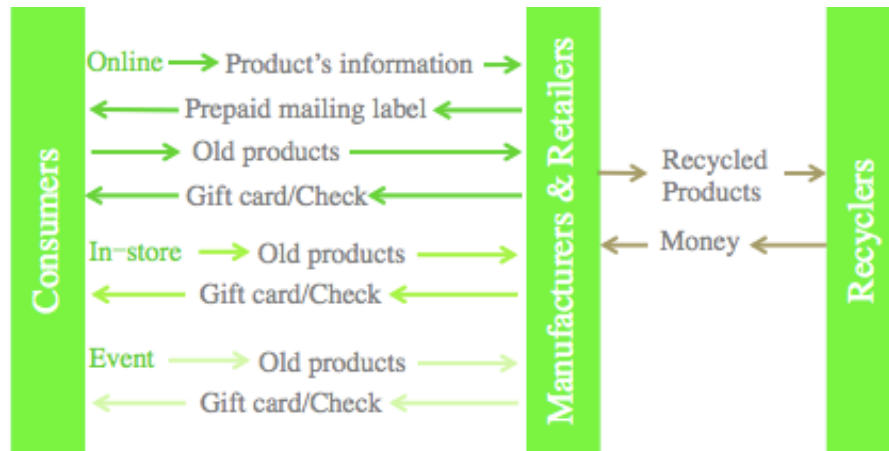 Consumers
Online Product's information
Prepaid mailing label
Old products
Gift card/Check
In-store Old products
Gift card/Check
Event Old products
Gift card/Check
Manufacturers & Retailers
Recycled
Products
Money
Recyclers